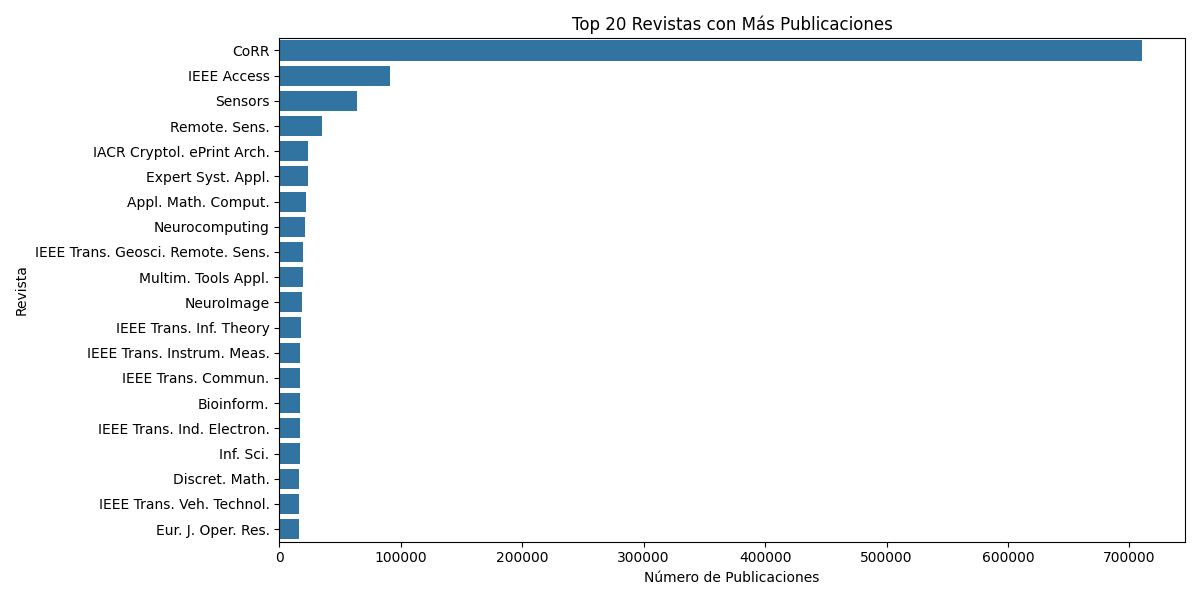 Top 20 Revistas con Más Publicaciones
CoRR
IEEE Access
Sensors
Remote. Sens.
IACR Cryptol. ePrint Arch.
Expert Syst. Appl.
Appl. Math. Comput.
Neurocomputing
IEEE Trans. Geosci. Remote. Sens.
Multim. Tools Appl.
NeuroImage
IEEE Trans. Inf. Theory
IEEE Trans. Instrum. Meas.
IEEE Trans. Commun.
Bioinform.
IEEE Trans. Ind. Electron.
Inf. Sci.
Discret. Math.
IEEE Trans. Veh. Technol.
Eur. J. Oper. Res.
Revista
0 100000 200000 300000 400000 500000 600000 700000
Número de Publicaciones